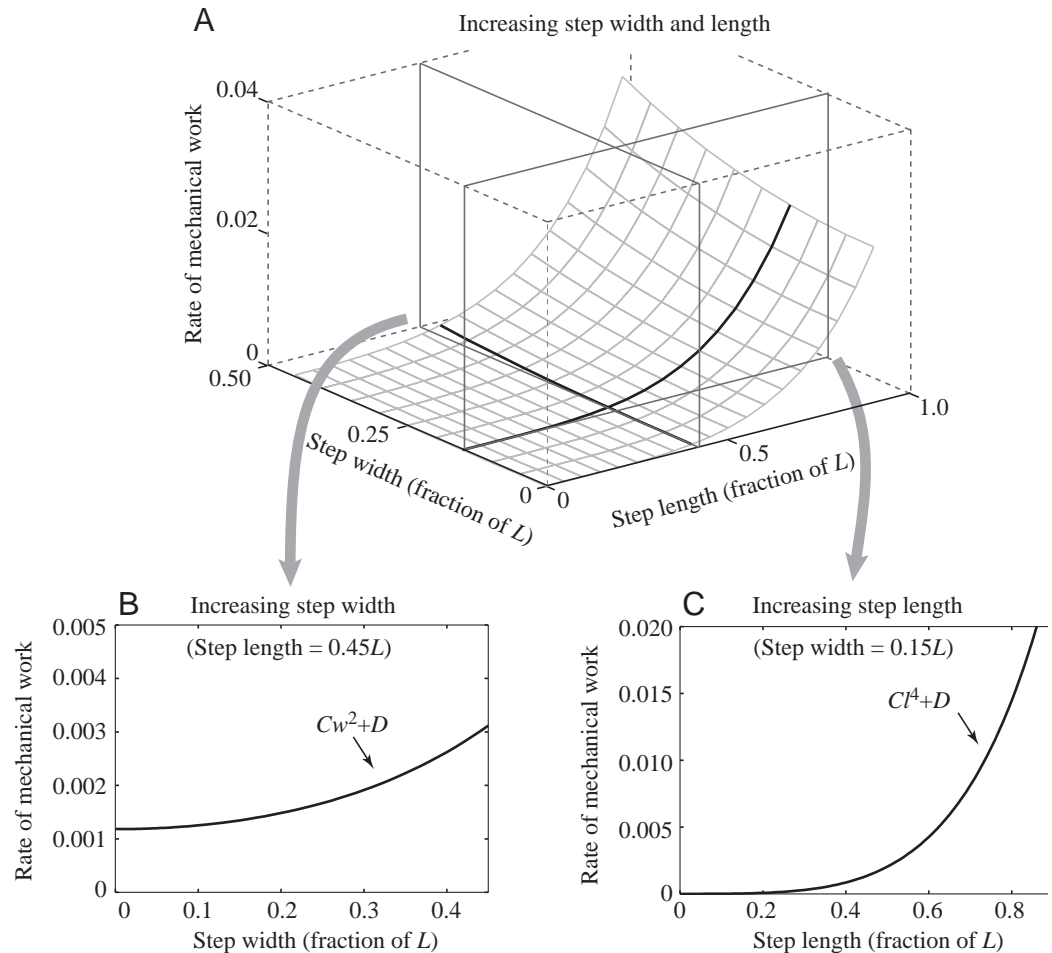 A
Increasing step width and length
Rate of mechanical work
0.04
0.02
0
0.50
0.25
0
Step width (fraction of L)
0
0.5
1.0
Step length (fraction of L)
B
Increasing step width
(Step length = 0.45L)
Rate of mechanical work
0.005
0.004
0.003
0.002
0.001
0
Cw²+D
0 0.1 0.2 0.3 0.4
Step width (fraction of L)
C
Increasing step length
(Step width = 0.15L)
Rate of mechanical work
0.020
0.015
0.010
0.005
0
Cl⁴+D
0 0.2 0.4 0.6 0.8
Step length (fraction of L)